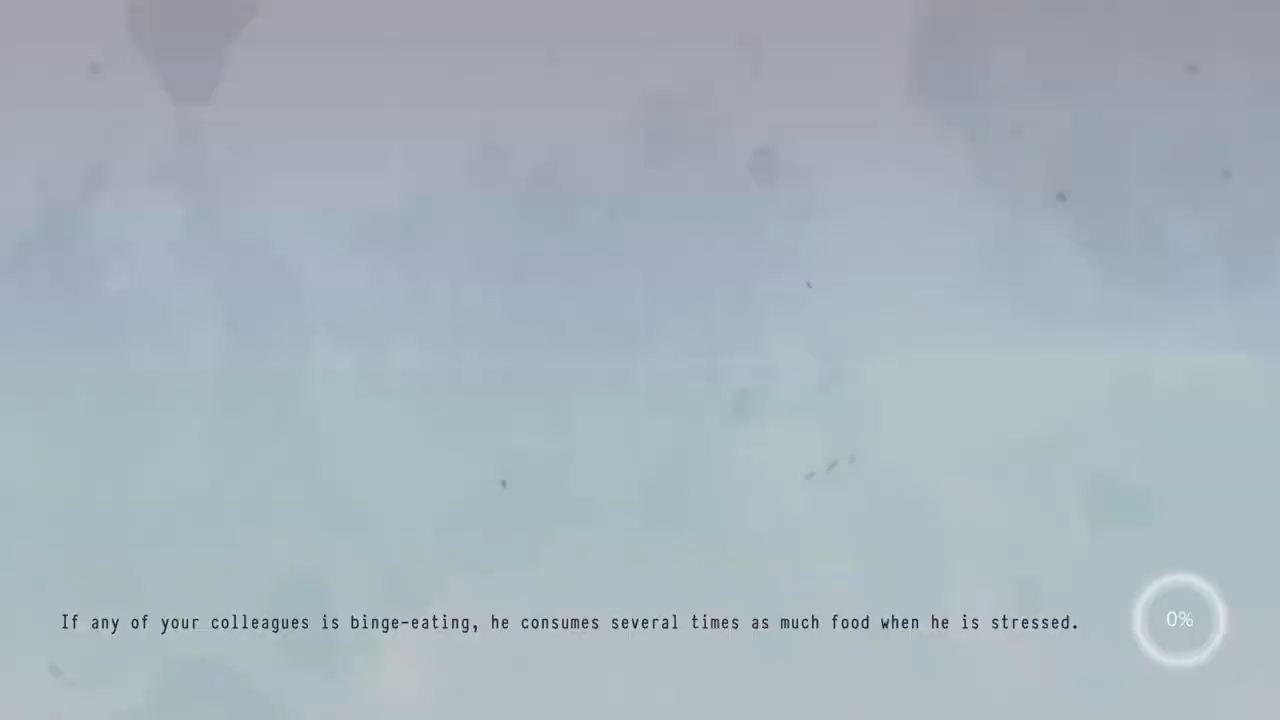 If any of your colleagues is binge-eating, he consumes several times as much food when he is stressed.
0%